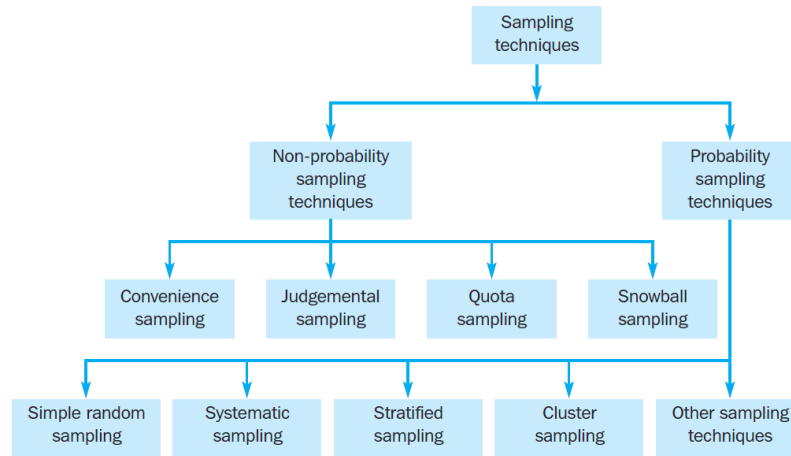 Sampling
techniques
Non-probability
sampling
techniques
Probability
sampling
techniques
Convenience
sampling
Judgemental
sampling
Quota
sampling
Snowball
sampling
Simple random
sampling
Systematic
sampling
Stratified
sampling
Cluster
sampling
Other sampling
techniques